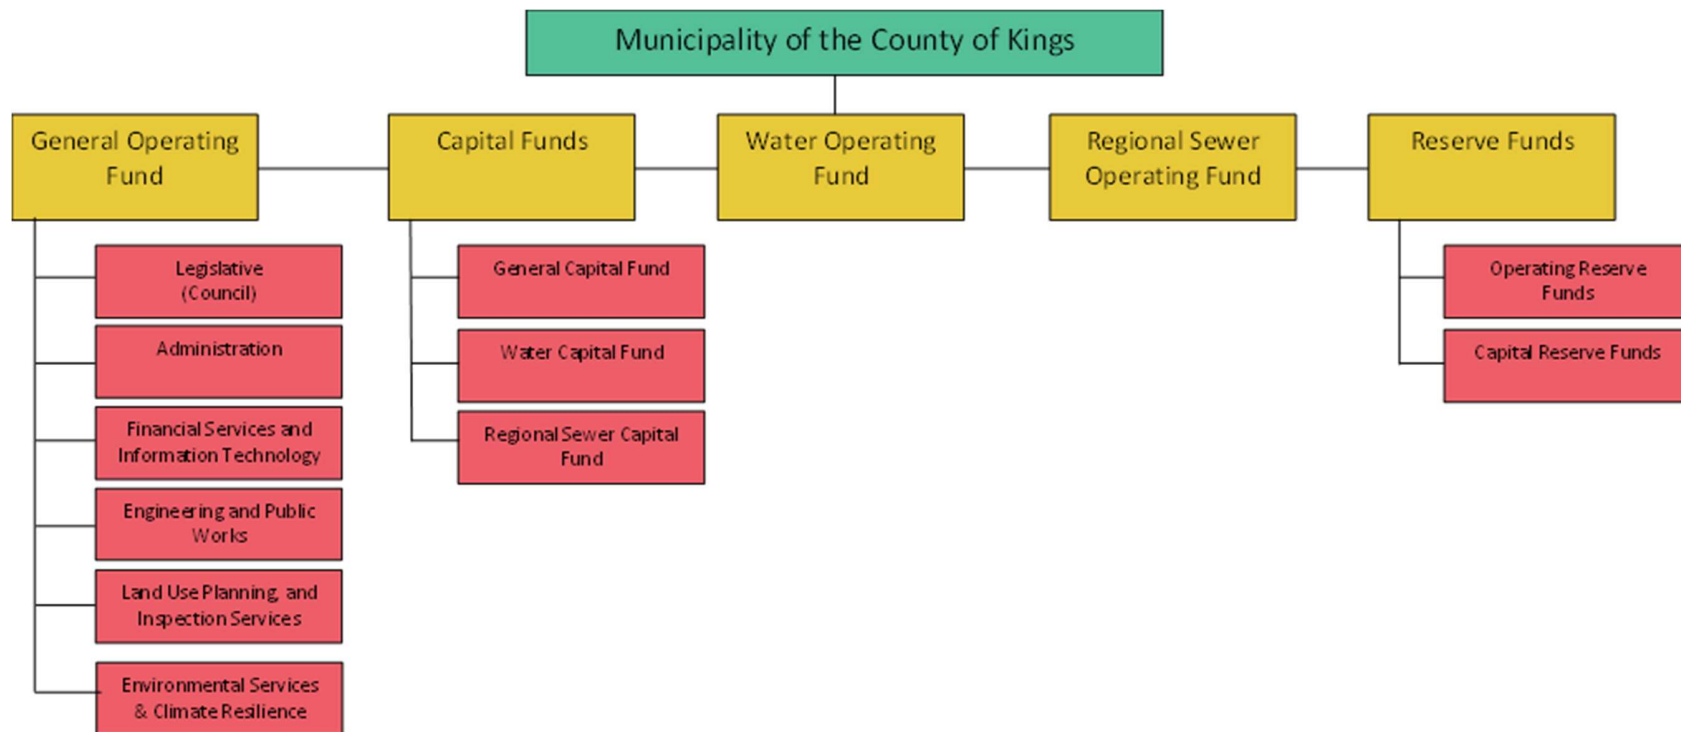 Municipality of the County of Kings
General Operating
Fund
Capital Funds
Water Operating
Fund
Regional Sewer
Operating Fund
Reserve Funds
Legislative
(Council)
Administration
Financial Services and
Information Technology
Engineering and Public
Works
Land Use Planning, and
Inspection Services
Environmental Services
& Climate Resilience
General Capital Fund
Water Capital Fund
Regional Sewer Capital
Fund
Operating Reserve
Funds
Capital Reserve Funds